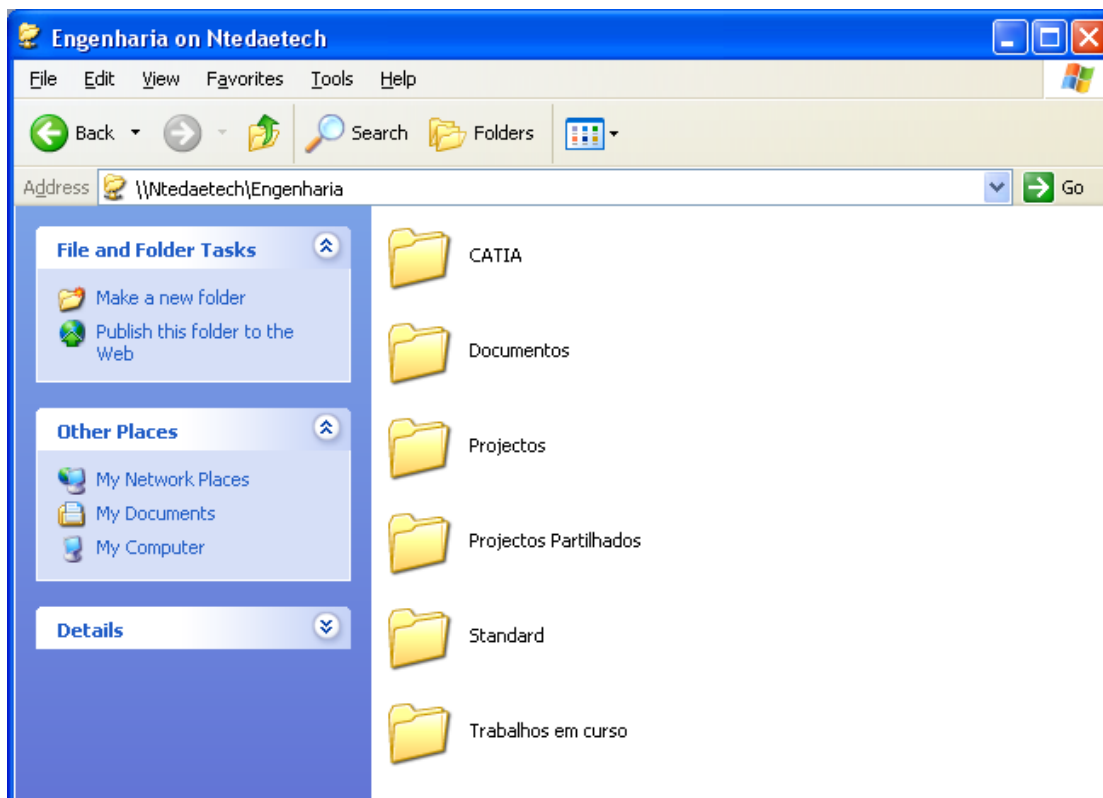 Engenharia on Ntedaetech
File Edit View Favorites Tools Help
Back Search Folders
Address \\Ntedaetech\Engenharia Go
File and Folder Tasks
Make a new folder
Publish this folder to the
Web
Other Places
My Network Places
My Documents
My Computer
Details
CATIA
Documentos
Projectos
Projectos Partilhados
Standard
Trabalhos em curso